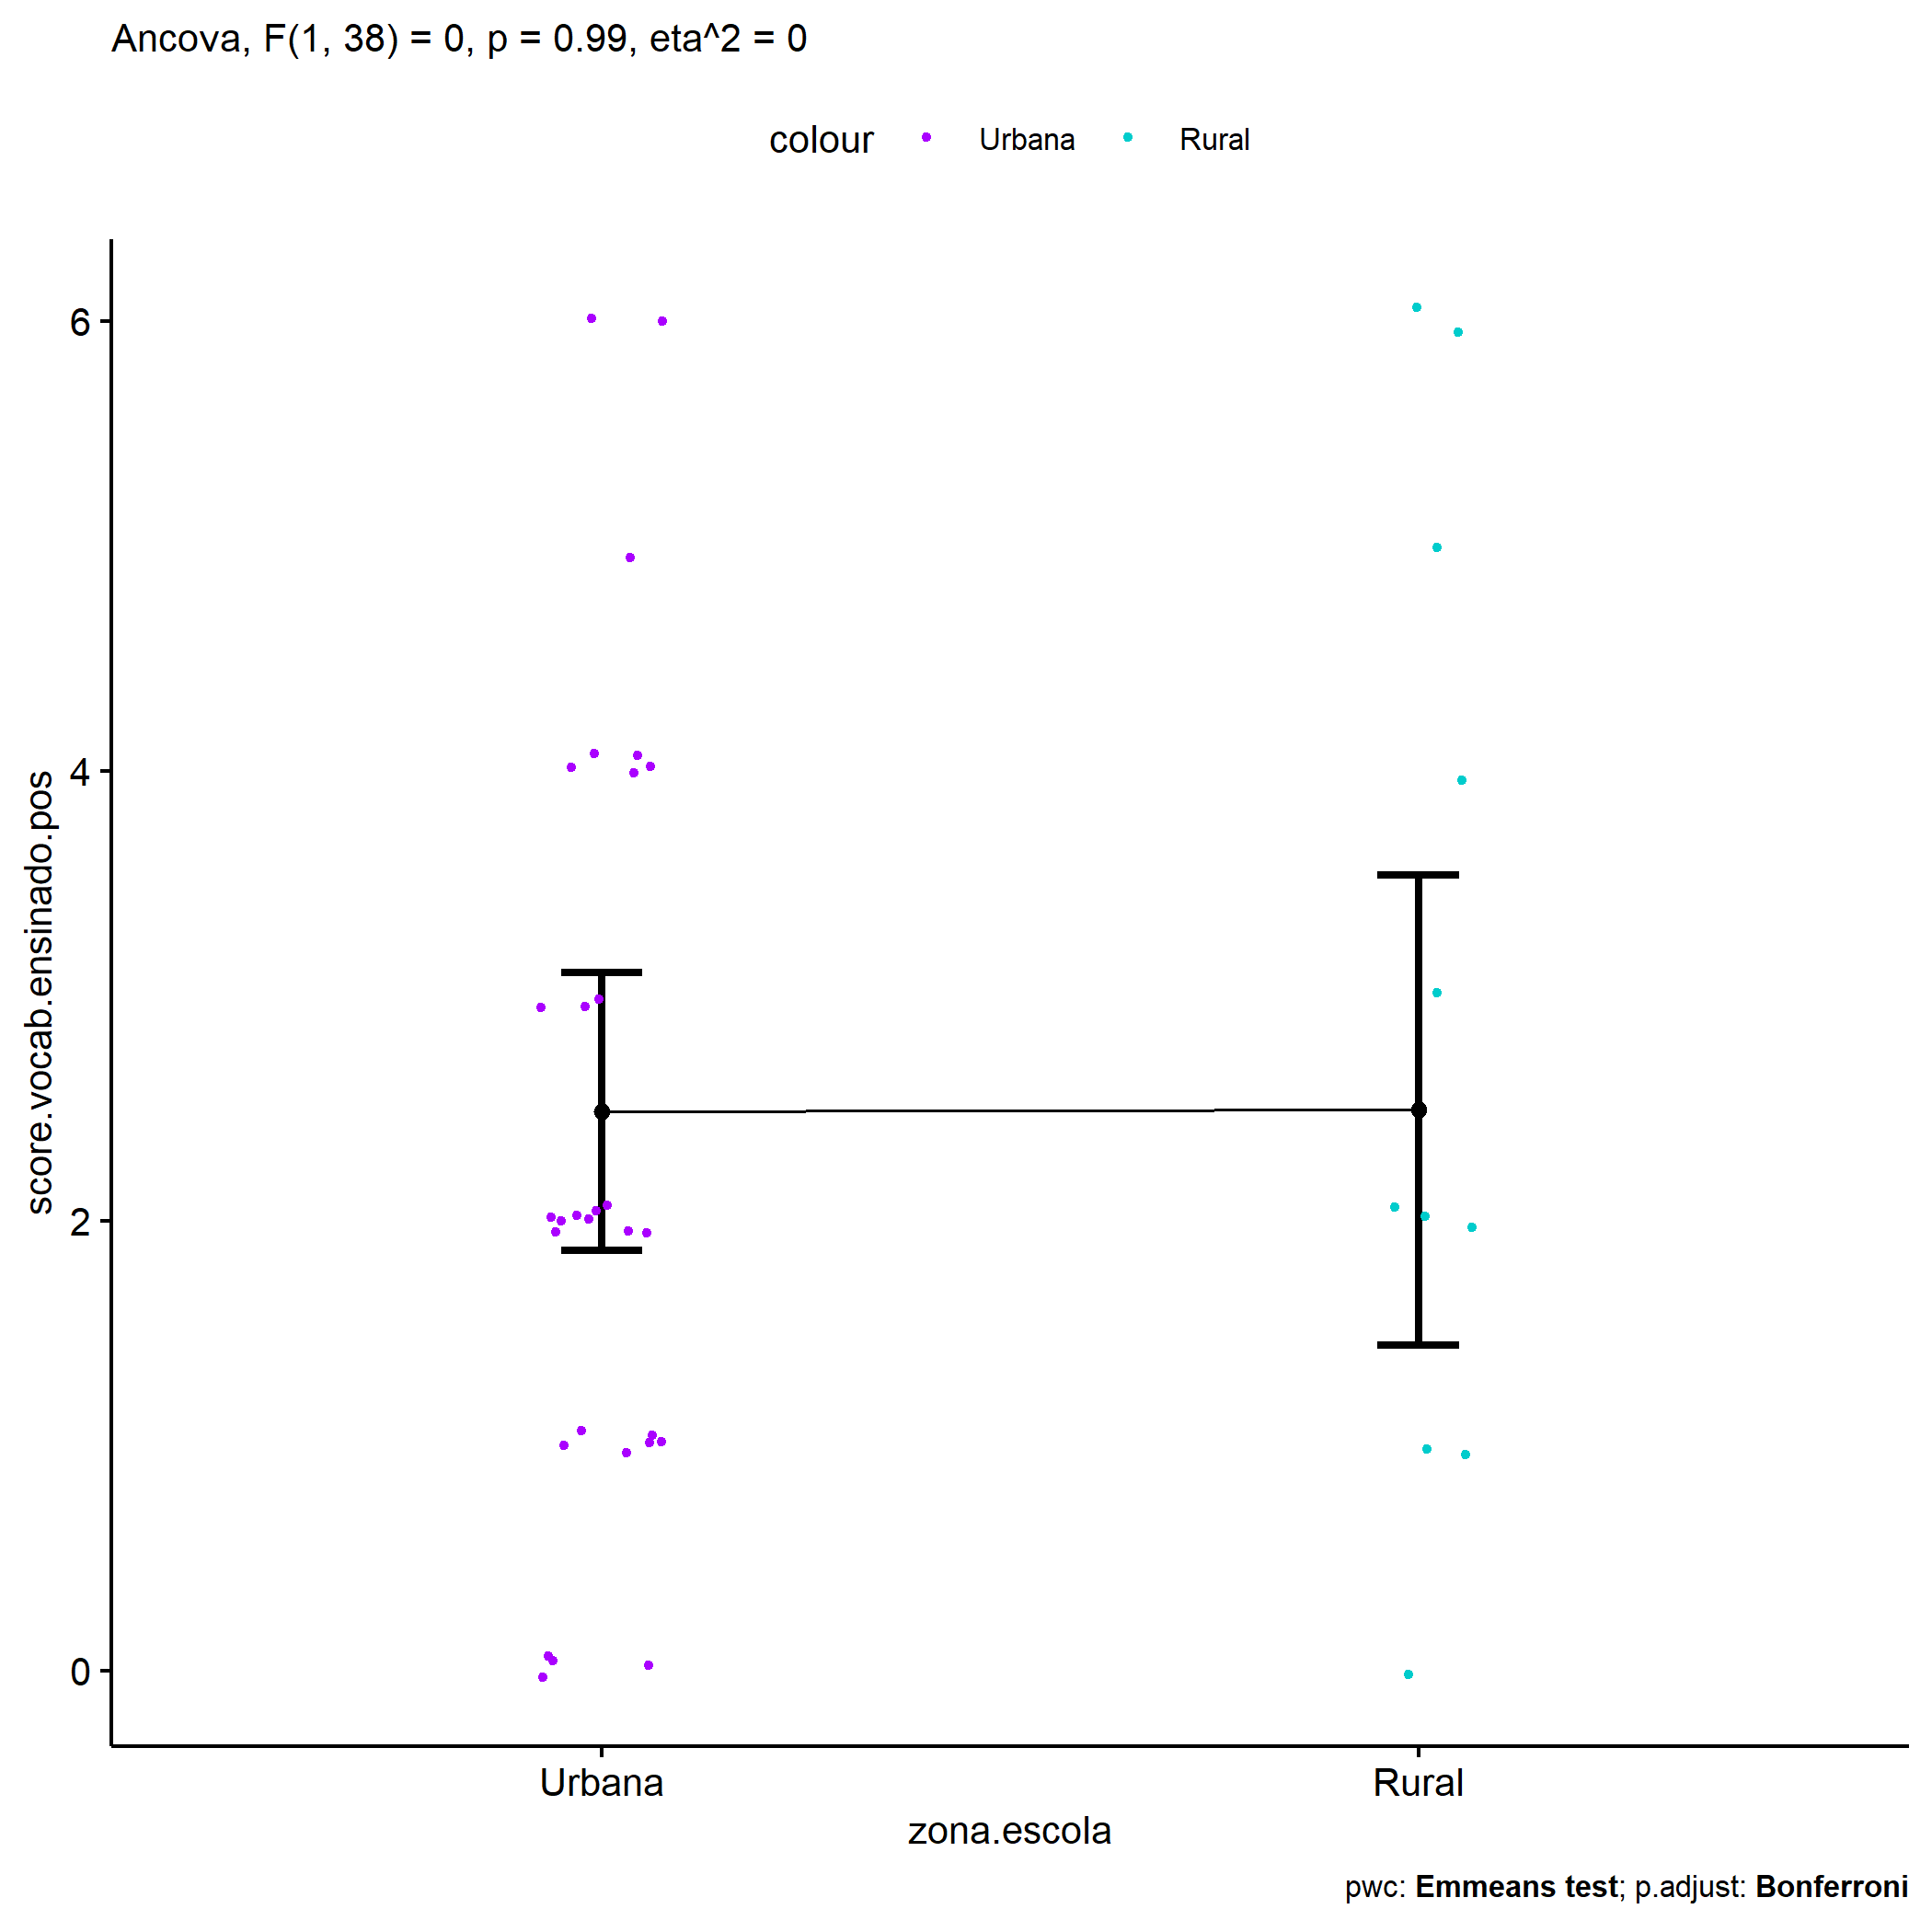 Ancova, F(1, 38) = 0, p = 0.99, eta^2 = 0
colour Urbana Rural
score.vocab.ensinado.pos
6
4
2
0
Urbana Rural
zona.escola
pwc: Emmeans test; p.adjust: Bonferroni